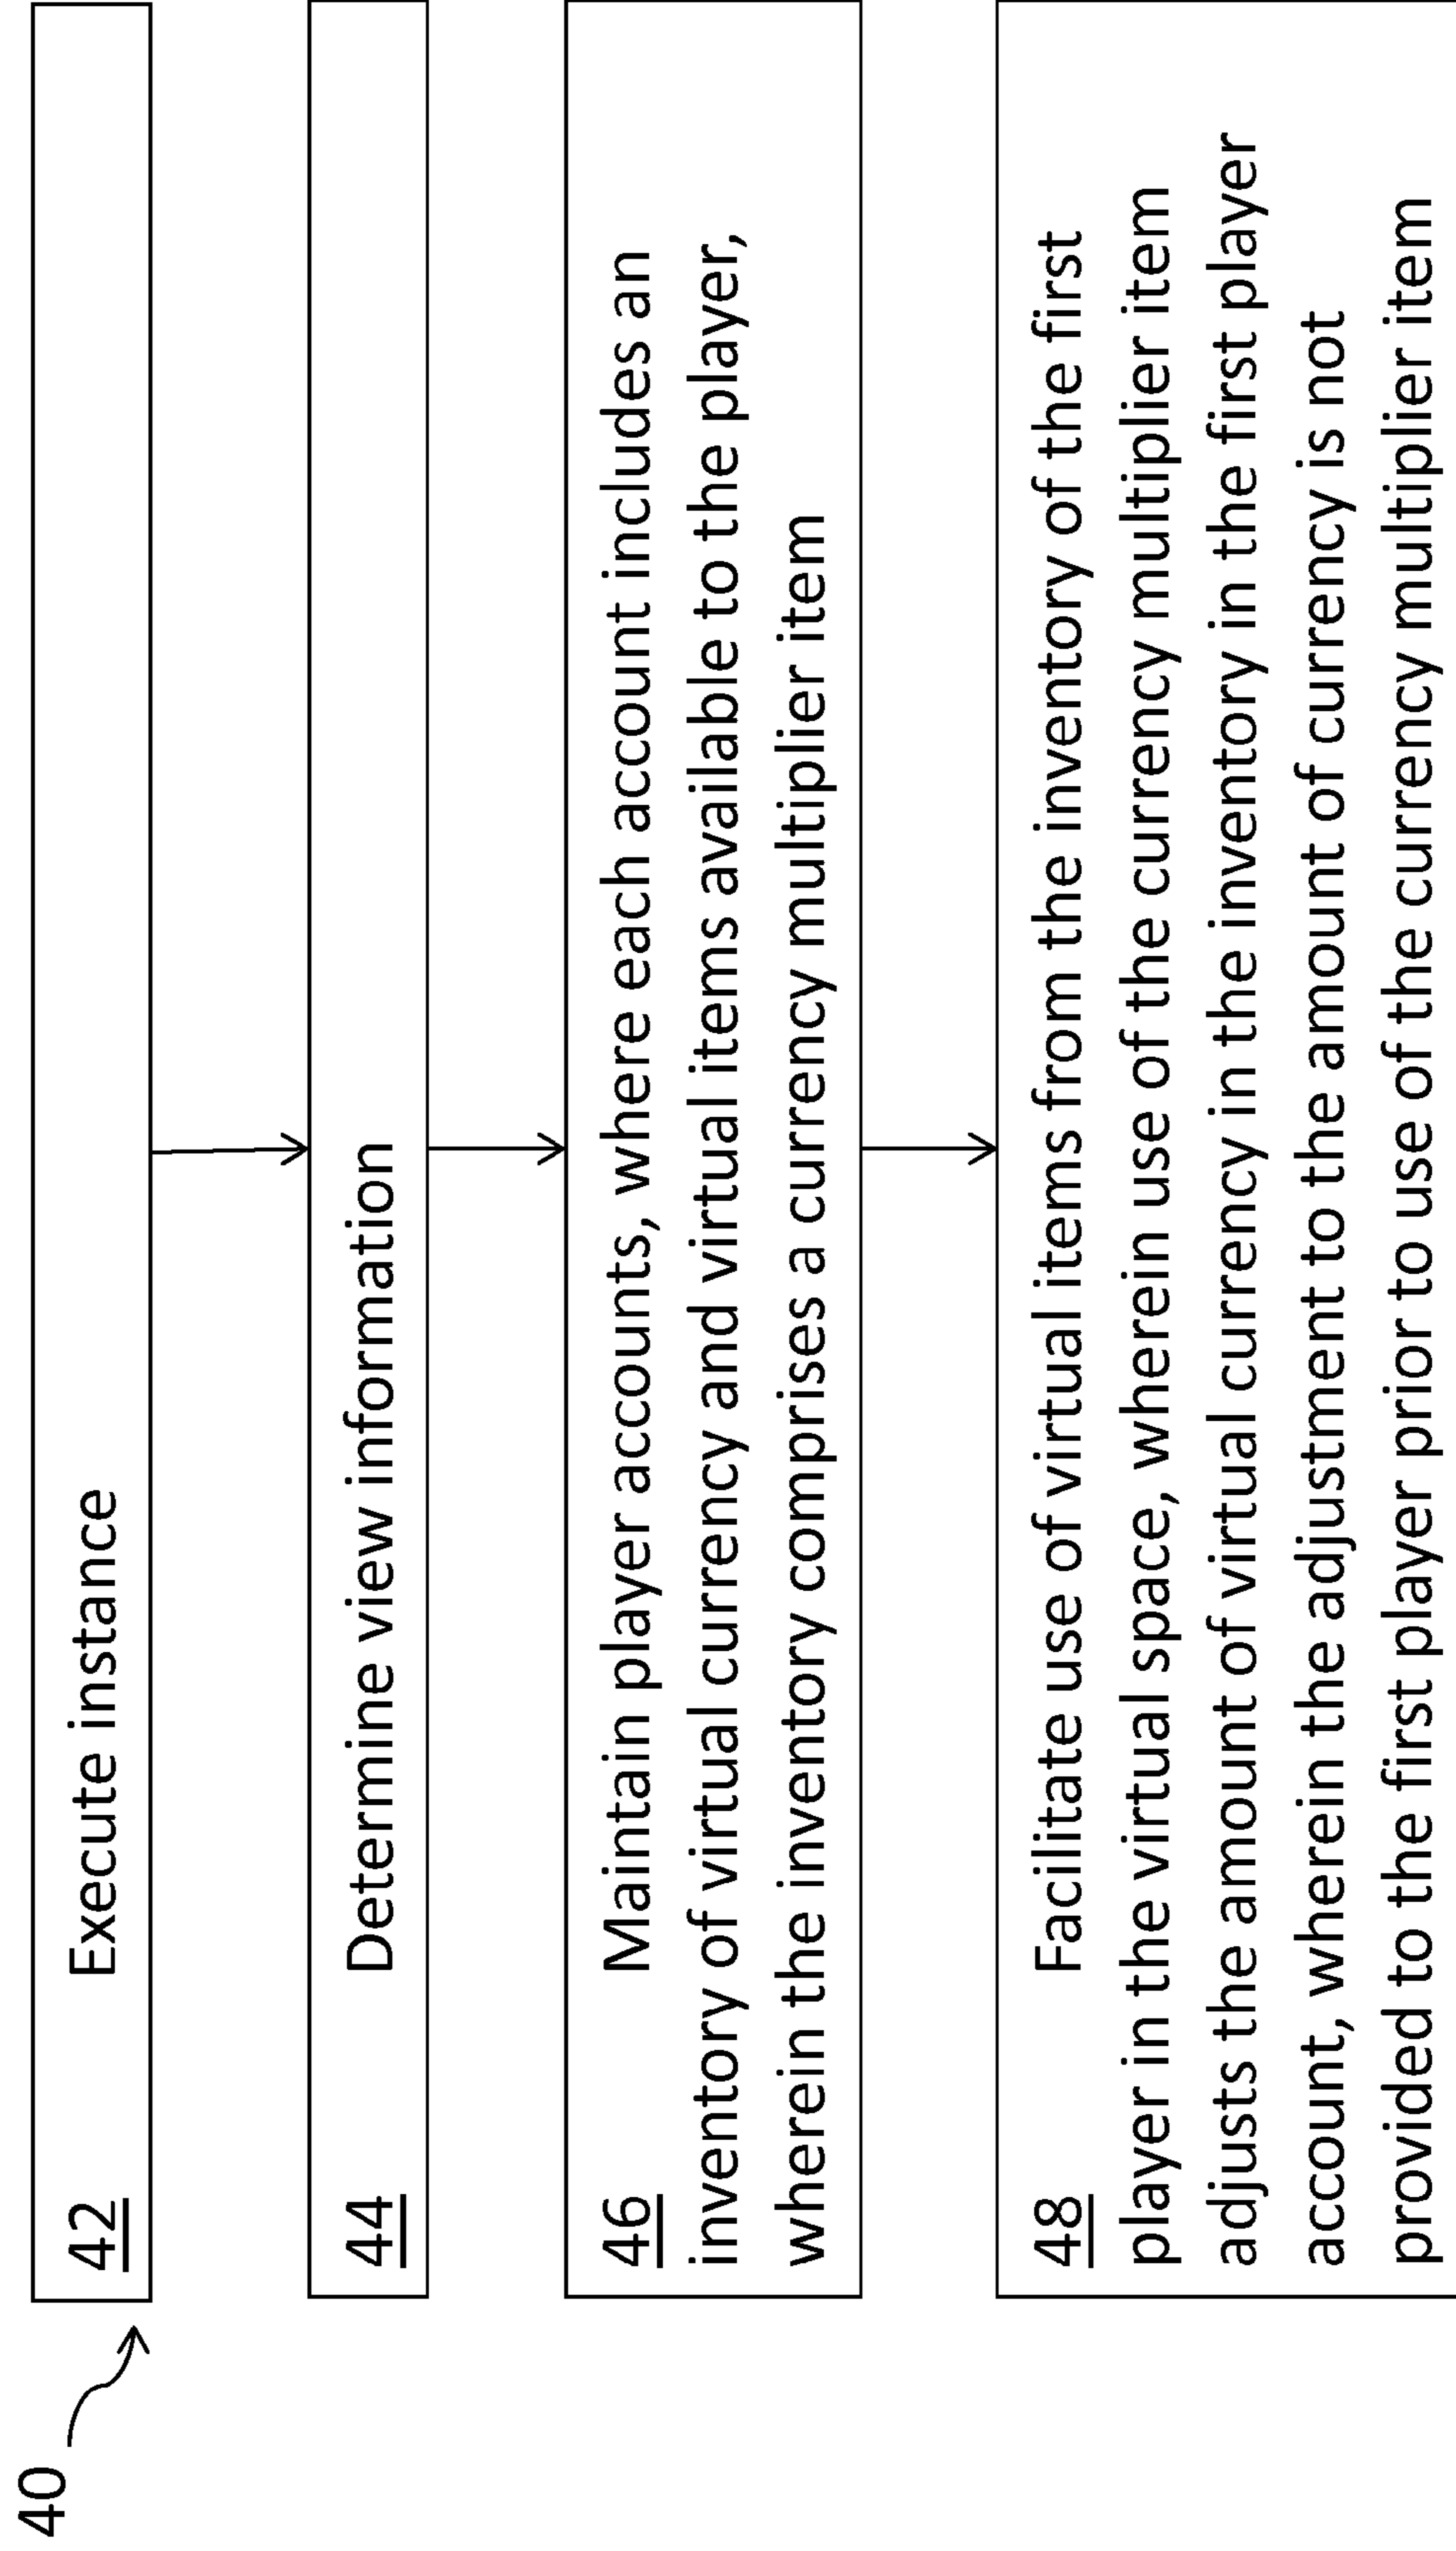 40
42 Execute instance
44 Determine view information
46 Maintain player accounts, where each account includes an
inventory of virtual currency and virtual items available to the player,
wherein the inventory comprises a currency multiplier item
48 Facilitate use of virtual items from the inventory of the first
player in the virtual space, wherein use of the currency multiplier item
adjusts the amount of virtual currency in the inventory in the first player
account, wherein the adjustment to the amount of currency is not
provided to the first player prior to use of the currency multiplier item